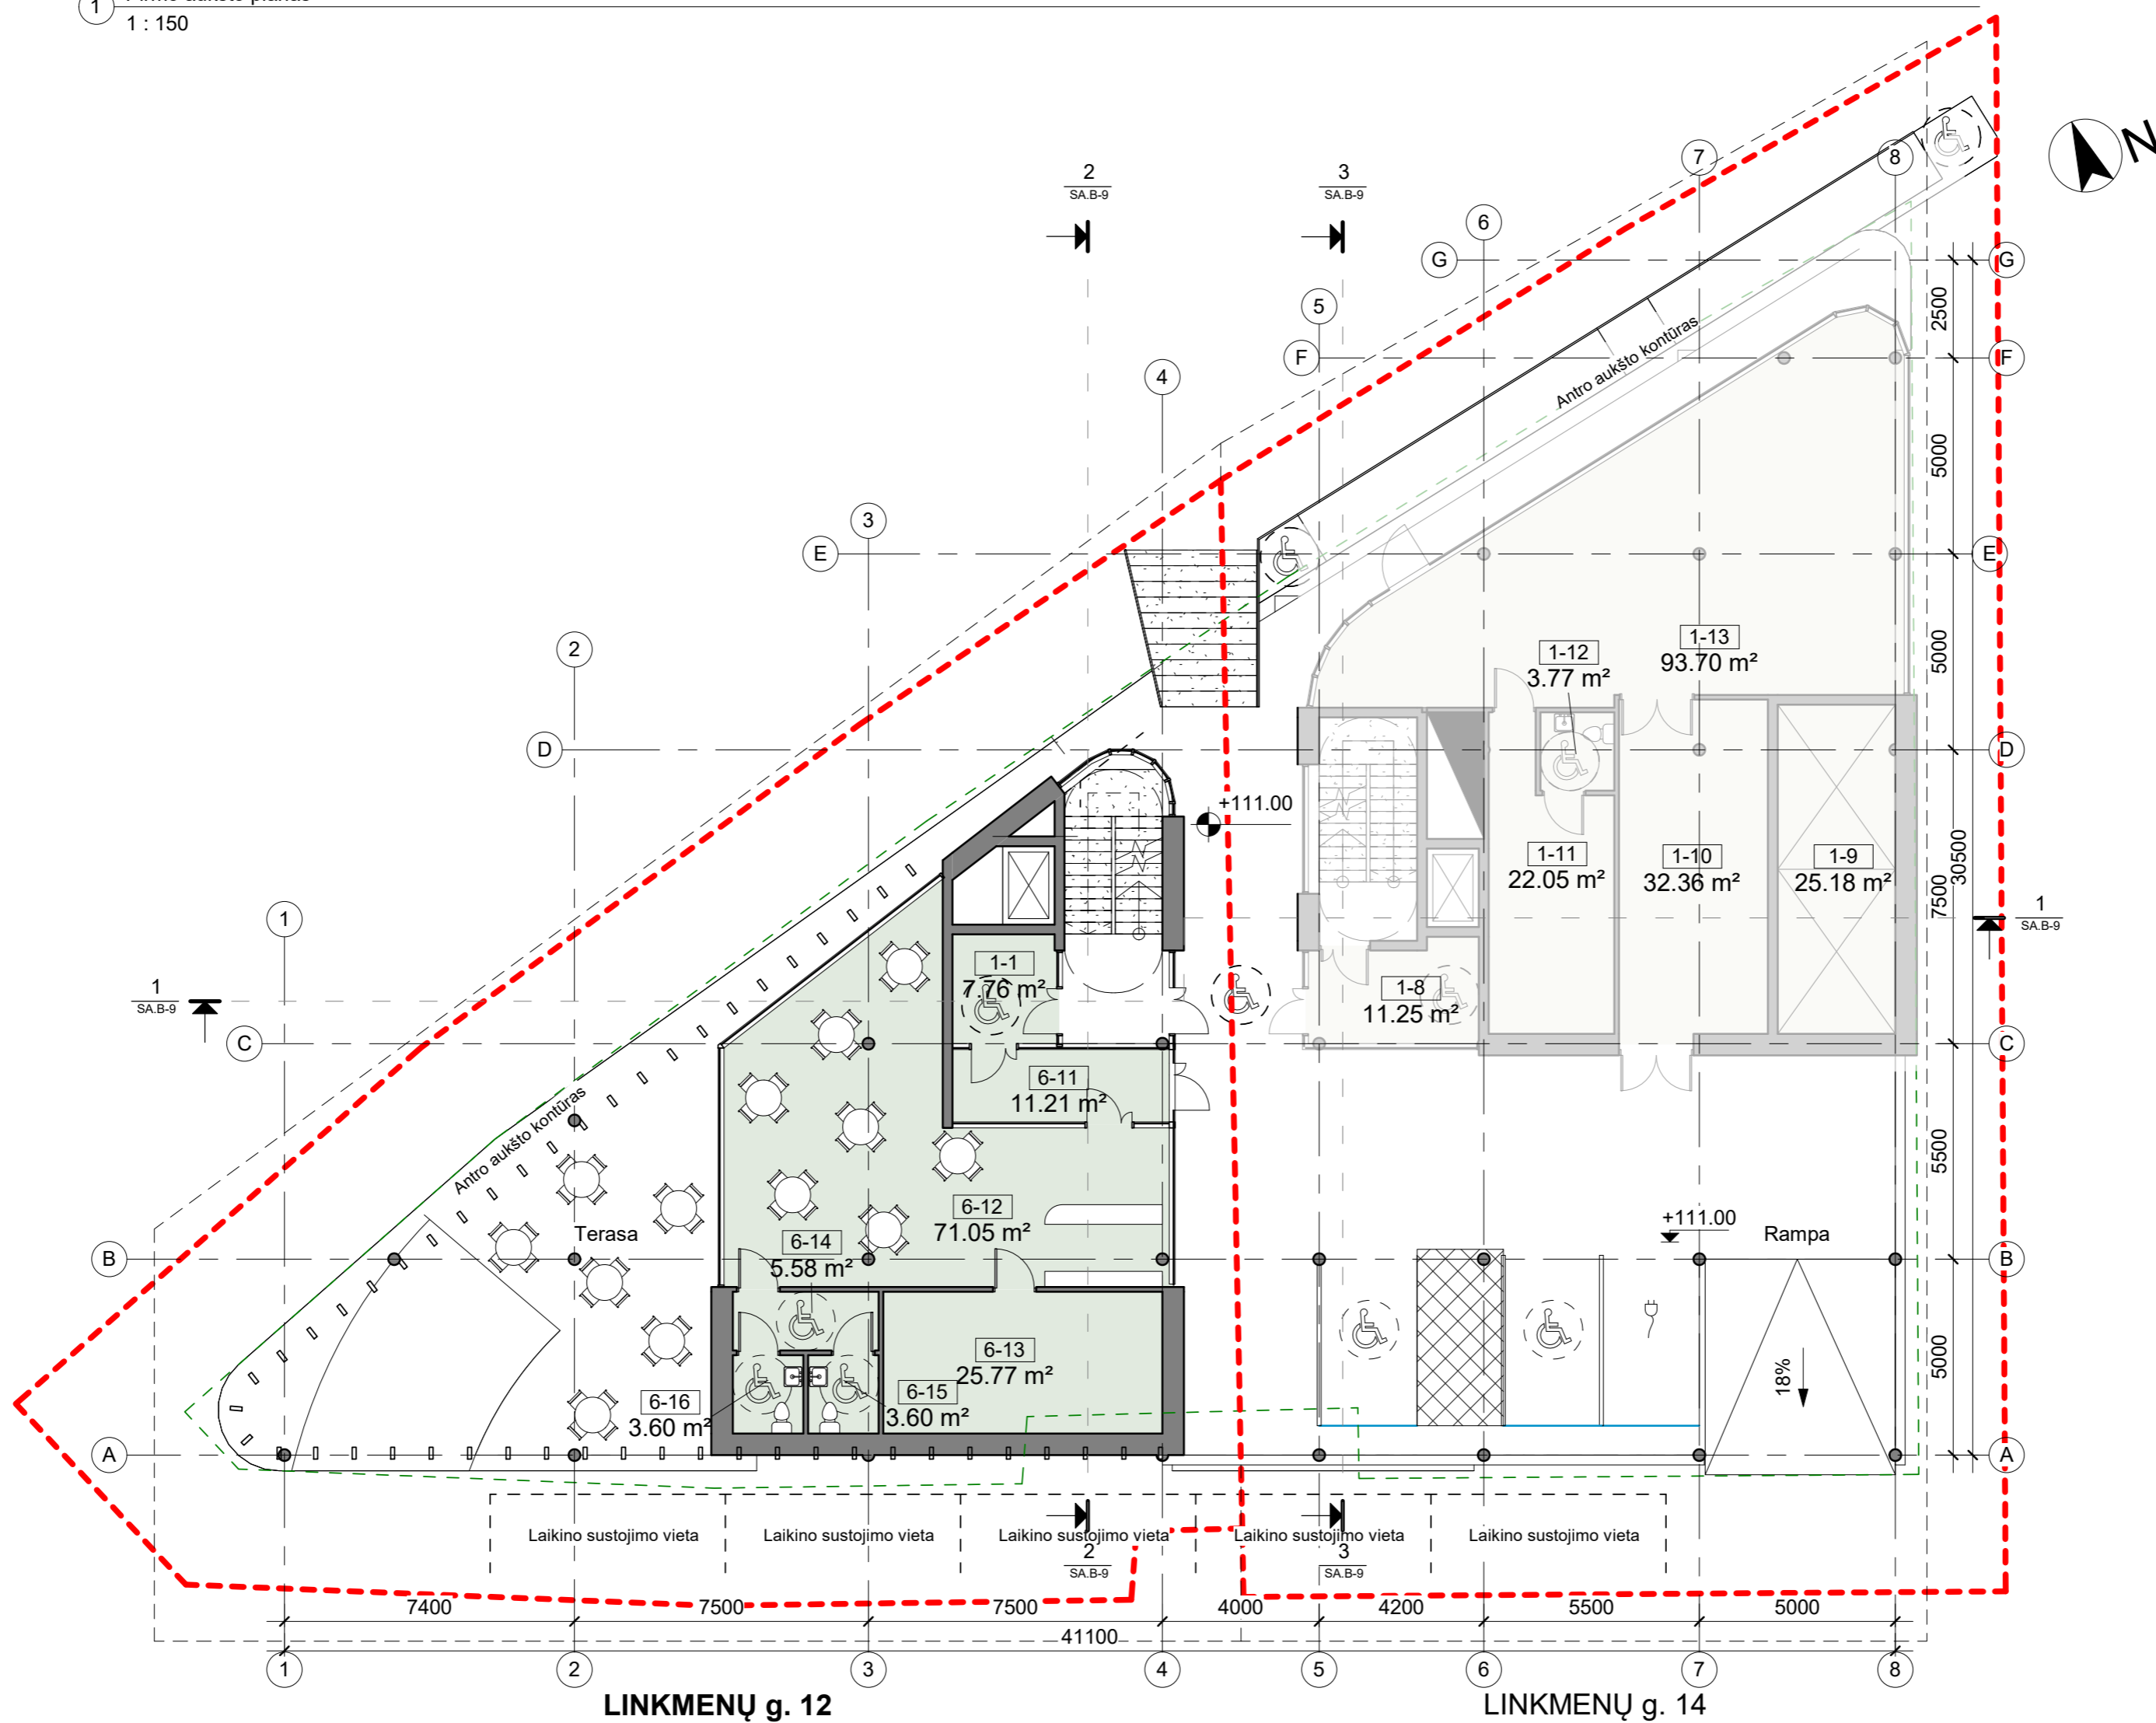 1
1 : 150
N
2
SA.B-9
3
SA.B-9
7
8
6
G
G
5
2500
F
F
Antro aukšto kontūras
4
5000
3
E
E
1-12
3.77 m²
1-13
93.70 m²
5000
2
D
D
+111.00
1-11
22.05 m²
1-10
32.36 m²
1-9
25.18 m²
7500
30500
1
1
SA.B-9
1
SA.B-9
1-1
7.76 m²
1-8
11.25 m²
C
C
6-11
11.21 m²
Antro aukšto kontūras
5500
6-12
71.05 m²
Terasa
6-14
5.58 m²
+111.00
Rampa
B
B
6-13
25.77 m²
18%
5000
6-16
3.60 m²
6-15
3.60 m²
A
A
Laikino sustojimo vieta
Laikino sustojimo vieta
Laikino sustojimo vieta
Laikino sustojimo vieta
Laikino sustojimo vieta
2
SA.B-9
3
SA.B-9
7400
7500
7500
4000
4200
5500
5000
41100
1
2
3
4
5
6
7
8
LINKMENŲ g. 12
LINKMENŲ g. 14